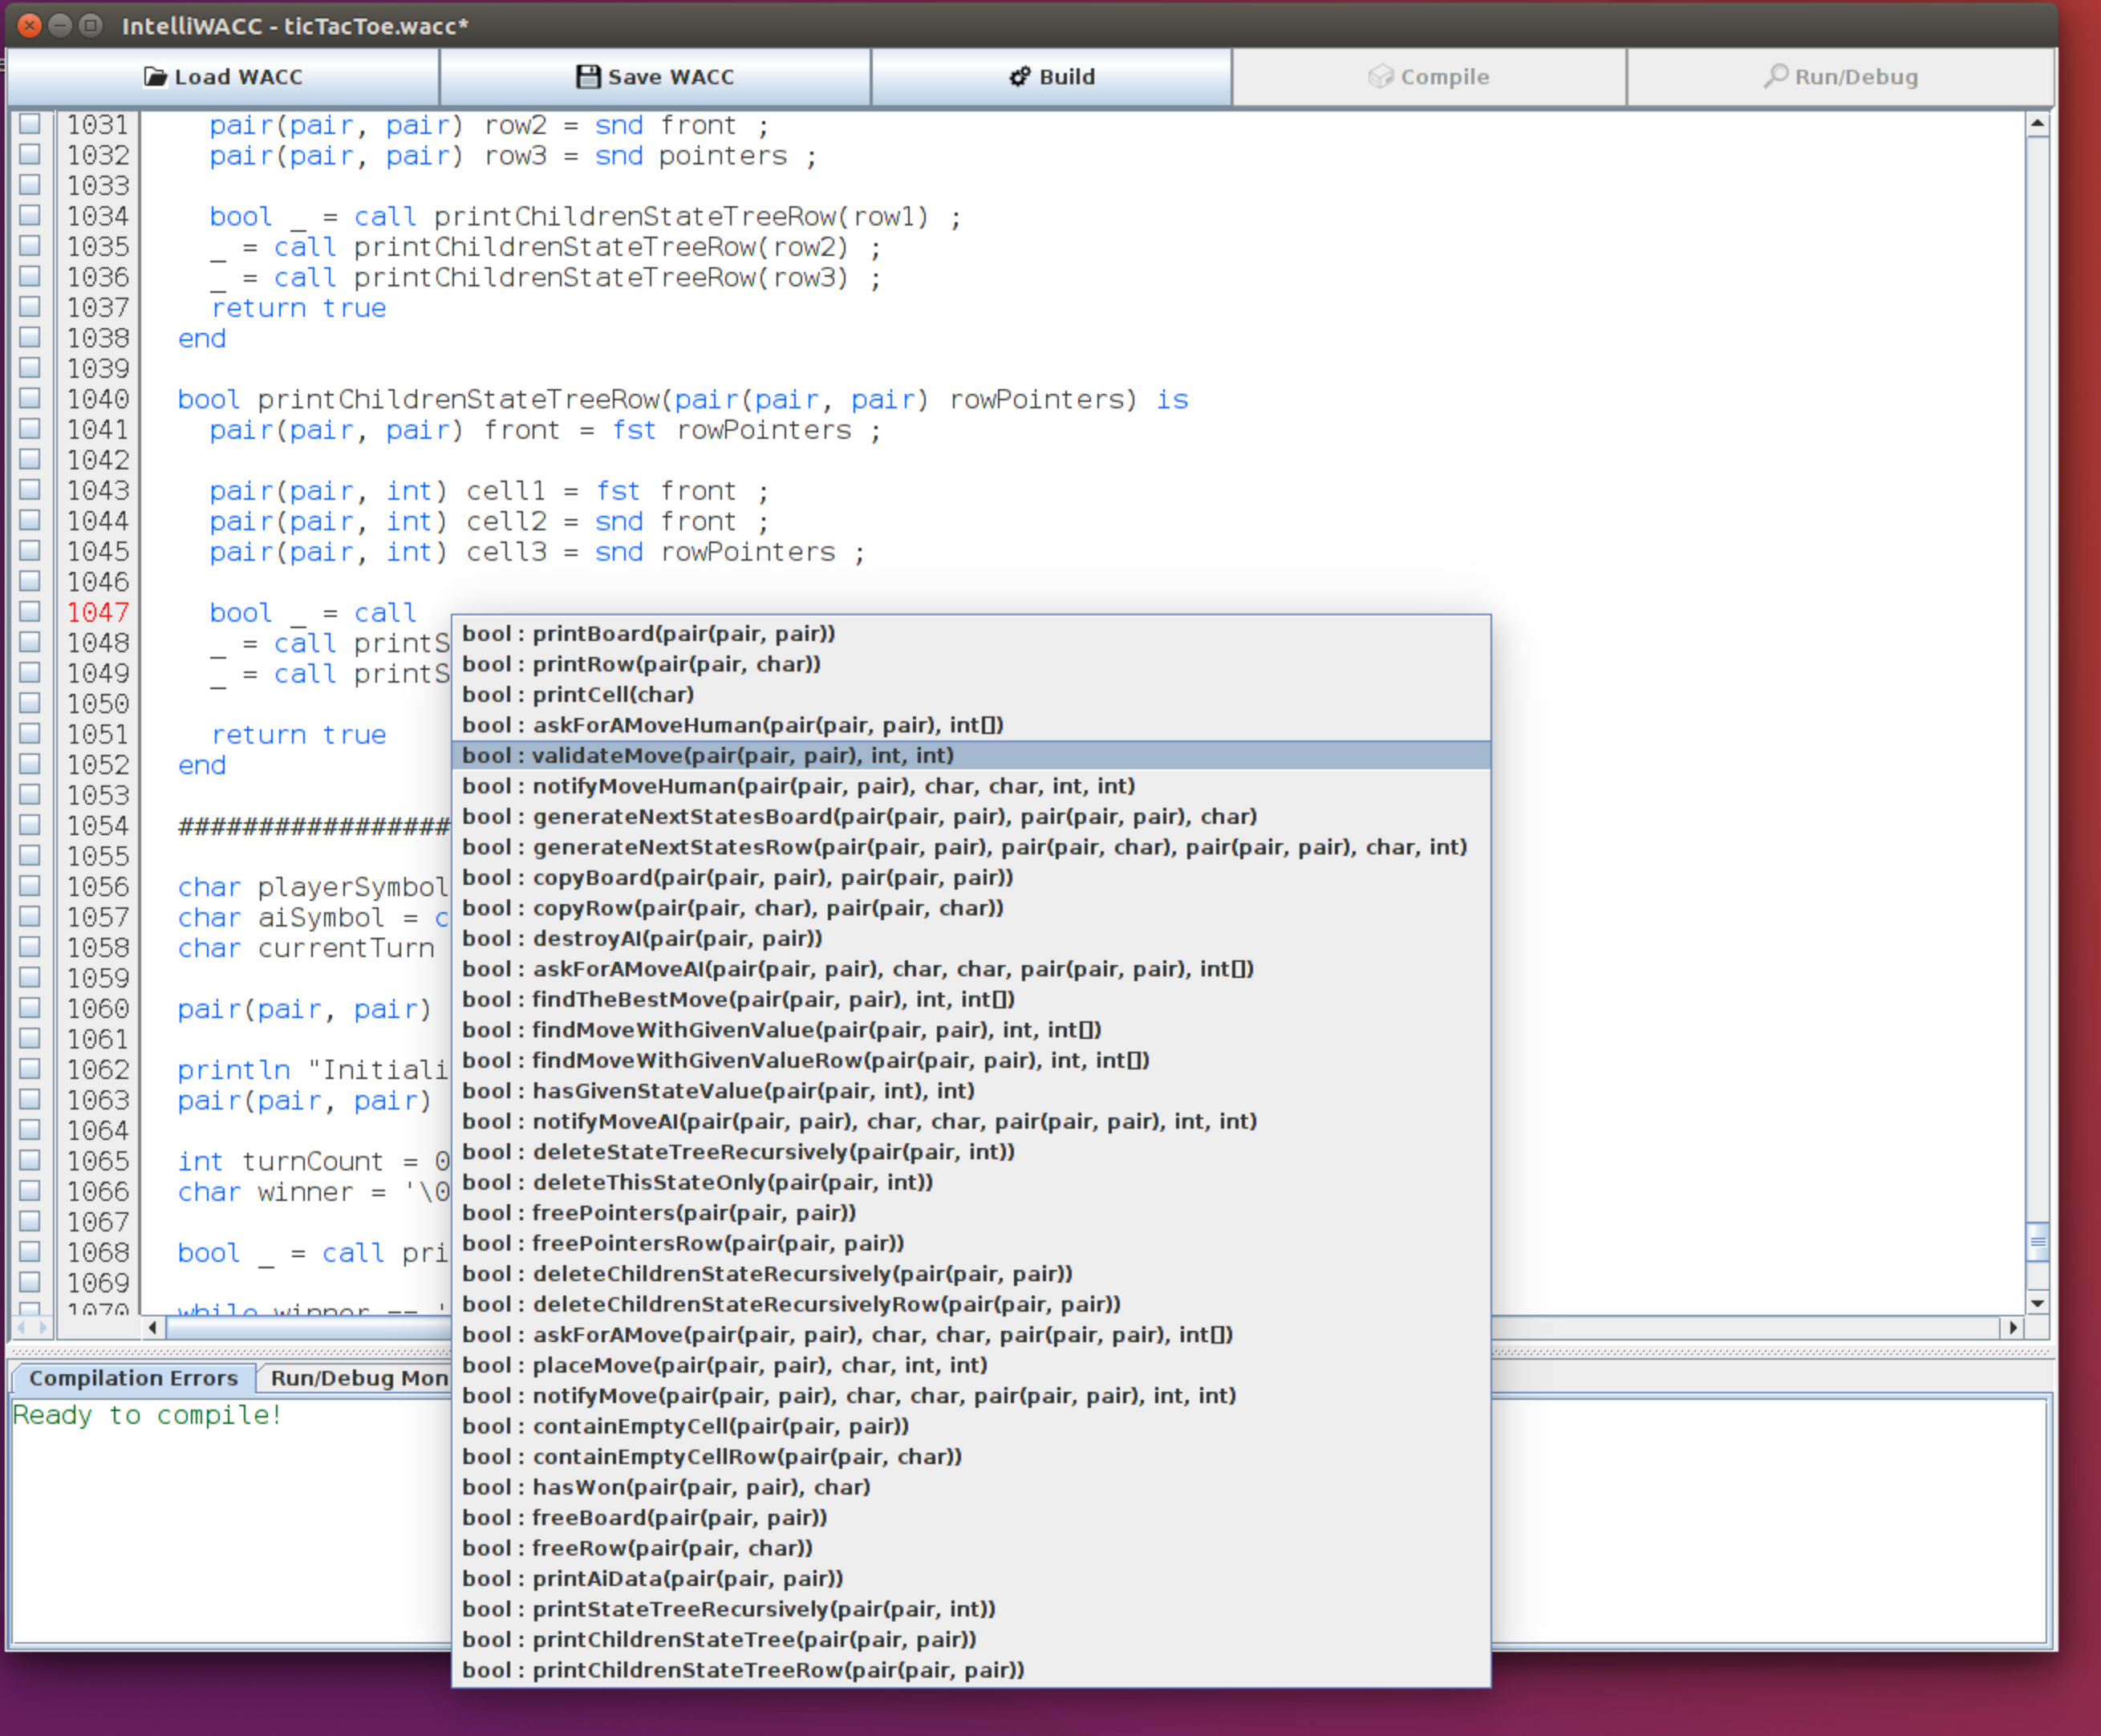 IntelliWACC - ticTacToe.wacc*
Load WACC Save WACC Build Compile Run/Debug
1031 pair(pair, pair) row2 = snd front ;
1032 pair(pair, pair) row3 = snd pointers ;
1033
1034 bool _ = call printChildrenStateTreeRow(row1) ;
1035 _ = call printChildrenStateTreeRow(row2) ;
1036 _ = call printChildrenStateTreeRow(row3) ;
1037 return true
1038 end
1039
1040 bool printChildrenStateTreeRow(pair(pair, pair) rowPointers) is
1041 pair(pair, pair) front = fst rowPointers ;
1042
1043 pair(pair, int) cell1 = fst front ;
1044 pair(pair, int) cell2 = snd front ;
1045 pair(pair, int) cell3 = snd rowPointers ;
1046
1047 bool _ = call
1048 _ = call printS
1049 _ = call printS
1050
1051 return true
1052 end
1053
1054 #################
1055
1056 char playerSymbol
1057 char aiSymbol = c
1058 char currentTurn
1059
1060 pair(pair, pair)
1061
1062 println "Initiali
1063 pair(pair, pair)
1064
1065 int turnCount = 0
1066 char winner = '\0
1067
1068 bool _ = call pri
1069
1070 while winner == '
bool : printBoard(pair(pair, pair))
bool : printRow(pair(pair, char))
bool : printCell(char)
bool : askForAMoveHuman(pair(pair, pair), int[])
bool : validateMove(pair(pair, pair), int, int)
bool : notifyMoveHuman(pair(pair, pair), char, char, int, int)
bool : generateNextStatesBoard(pair(pair, pair), pair(pair, pair), char)
bool : generateNextStatesRow(pair(pair, pair), pair(pair, char), pair(pair, pair), char, int)
bool : copyBoard(pair(pair, pair), pair(pair, pair))
bool : copyRow(pair(pair, char), pair(pair, char))
bool : destroyAI(pair(pair, pair))
bool : askForAMoveAI(pair(pair, pair), char, char, pair(pair, pair), int[])
bool : findTheBestMove(pair(pair, pair), int, int[])
bool : findMoveWithGivenValue(pair(pair, pair), int, int[])
bool : findMoveWithGivenValueRow(pair(pair, pair), int, int[])
bool : hasGivenStateValue(pair(pair, int), int)
bool : notifyMoveAI(pair(pair, pair), char, char, pair(pair, pair), int, int)
bool : deleteStateTreeRecursively(pair(pair, int))
bool : deleteThisStateOnly(pair(pair, int))
bool : freePointers(pair(pair, pair))
bool : freePointersRow(pair(pair, pair))
bool : deleteChildrenStateRecursively(pair(pair, pair))
bool : deleteChildrenStateRecursivelyRow(pair(pair, pair))
bool : askForAMove(pair(pair, pair), char, char, pair(pair, pair), int[])
bool : placeMove(pair(pair, pair), char, int, int)
bool : notifyMove(pair(pair, pair), char, char, pair(pair, pair), int, int)
bool : containEmptyCell(pair(pair, pair))
bool : containEmptyCellRow(pair(pair, char))
bool : hasWon(pair(pair, pair), char)
bool : freeBoard(pair(pair, pair))
bool : freeRow(pair(pair, char))
bool : printAiData(pair(pair, pair))
bool : printStateTreeRecursively(pair(pair, int))
bool : printChildrenStateTree(pair(pair, pair))
bool : printChildrenStateTreeRow(pair(pair, pair))
Compilation Errors Run/Debug Mon
Ready to compile!